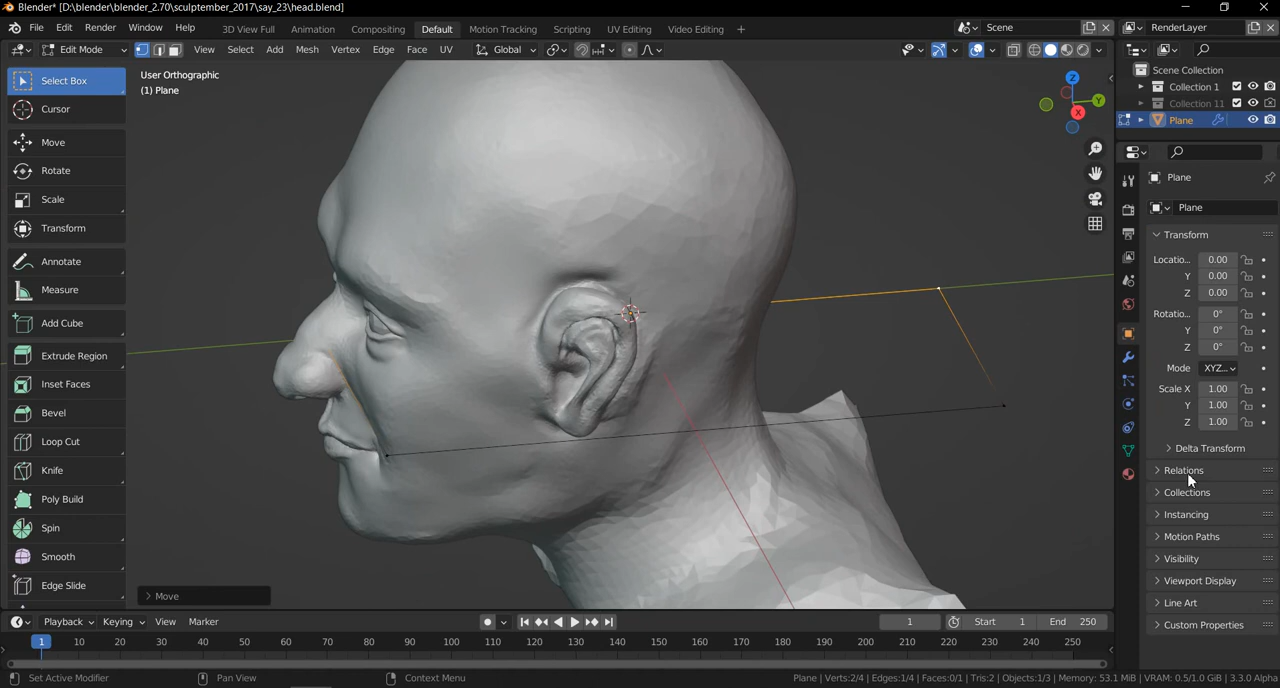 Blender* [D:\blender\blender_2.70\sculptember_2017\say_23\head.blend]
File Edit Render Window Help 3D View Full Animation Compositing Default Motion Tracking Scripting UV Editing Video Editing + Scene RenderLayer
Edit Mode View Select Add Mesh Vertex Edge Face UV Global
Select Box
Cursor
Move
Rotate
Scale
Transform
Annotate
Measure
Add Cube
Extrude Region
Inset Faces
Bevel
Loop Cut
Knife
Poly Build
Spin
Smooth
Edge Slide
User Orthographic
(1) Plane
Z
Y
X
Move
Scene Collection
Collection 1
Collection 11
Plane
Plane
Plane
Transform
Locatio... 0.00
Y 0.00
Z 0.00
Rotatio... 0°
Y 0°
Z 0°
Mode XYZ...
Scale X 1.00
Y 1.00
Z 1.00
Delta Transform
Relations
Collections
Instancing
Motion Paths
Visibility
Viewport Display
Line Art
Custom Properties
Playback Keying View Marker 1 Start 1 End 250
1 10 20 30 40 50 60 70 80 90 100 110 120 130 140 150 160 170 180 190 200 210 220 230 240 250
Set Active Modifier Pan View Context Menu Plane | Verts:2/4 | Edges:1/4 | Faces:0/1 | Tris:2 | Objects:1/3 | Memory: 53.1 MiB | VRAM: 0.5/1.0 GiB | 3.3.0 Alpha